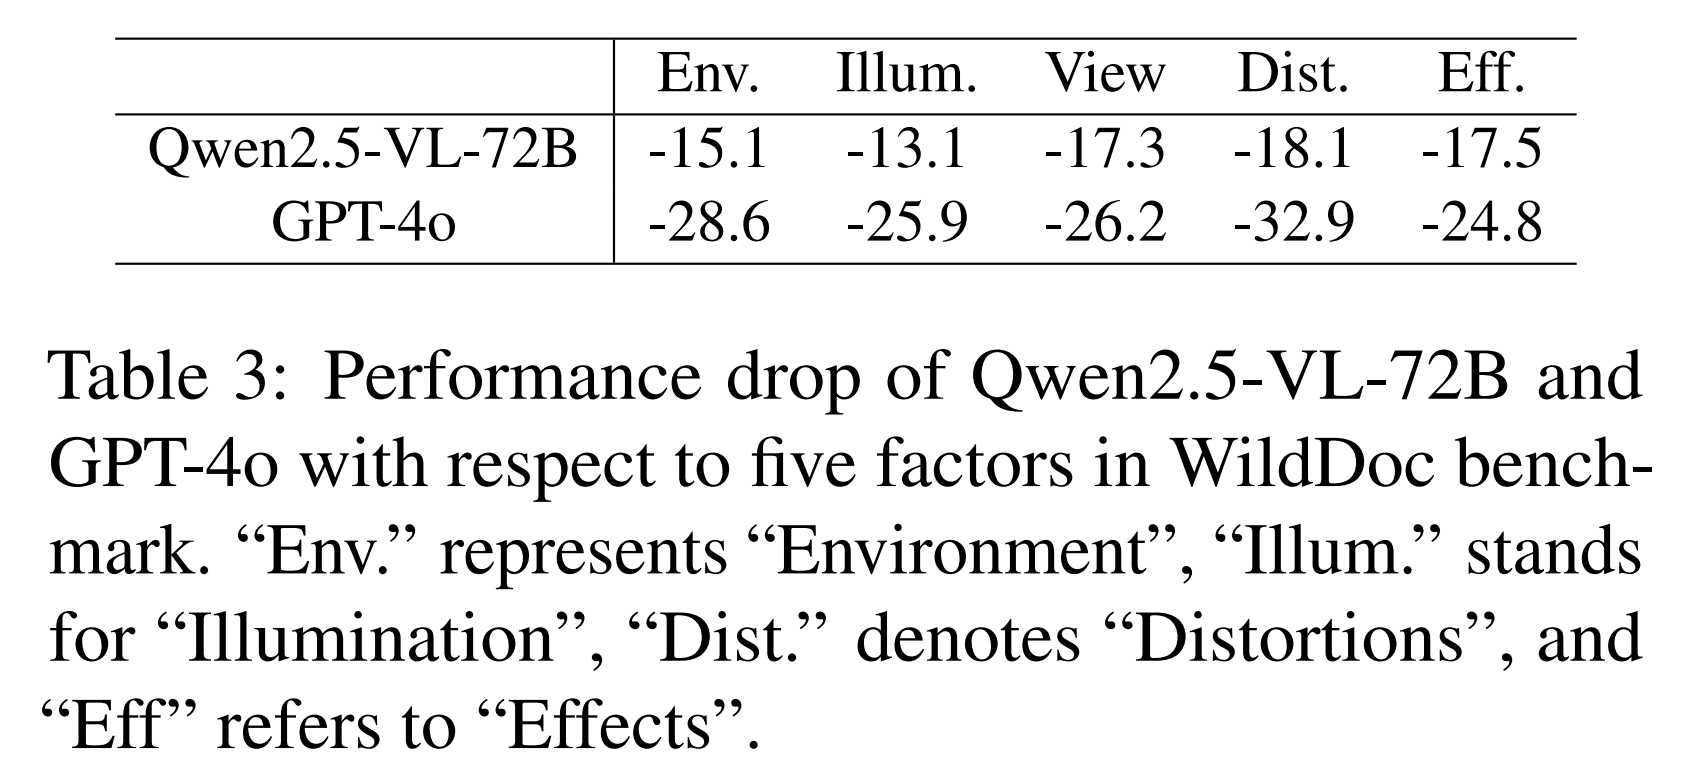 Env. Illum. View Dist. Eff.
Qwen2.5-VL-72B -15.1 -13.1 -17.3 -18.1 -17.5
GPT-4o -28.6 -25.9 -26.2 -32.9 -24.8
Table 3: Performance drop of Qwen2.5-VL-72B and
GPT-4o with respect to five factors in WildDoc bench-
mark. “Env.” represents “Environment”, “Illum.” stands
for “Illumination”, “Dist.” denotes “Distortions”, and
“Eff” refers to “Effects”.